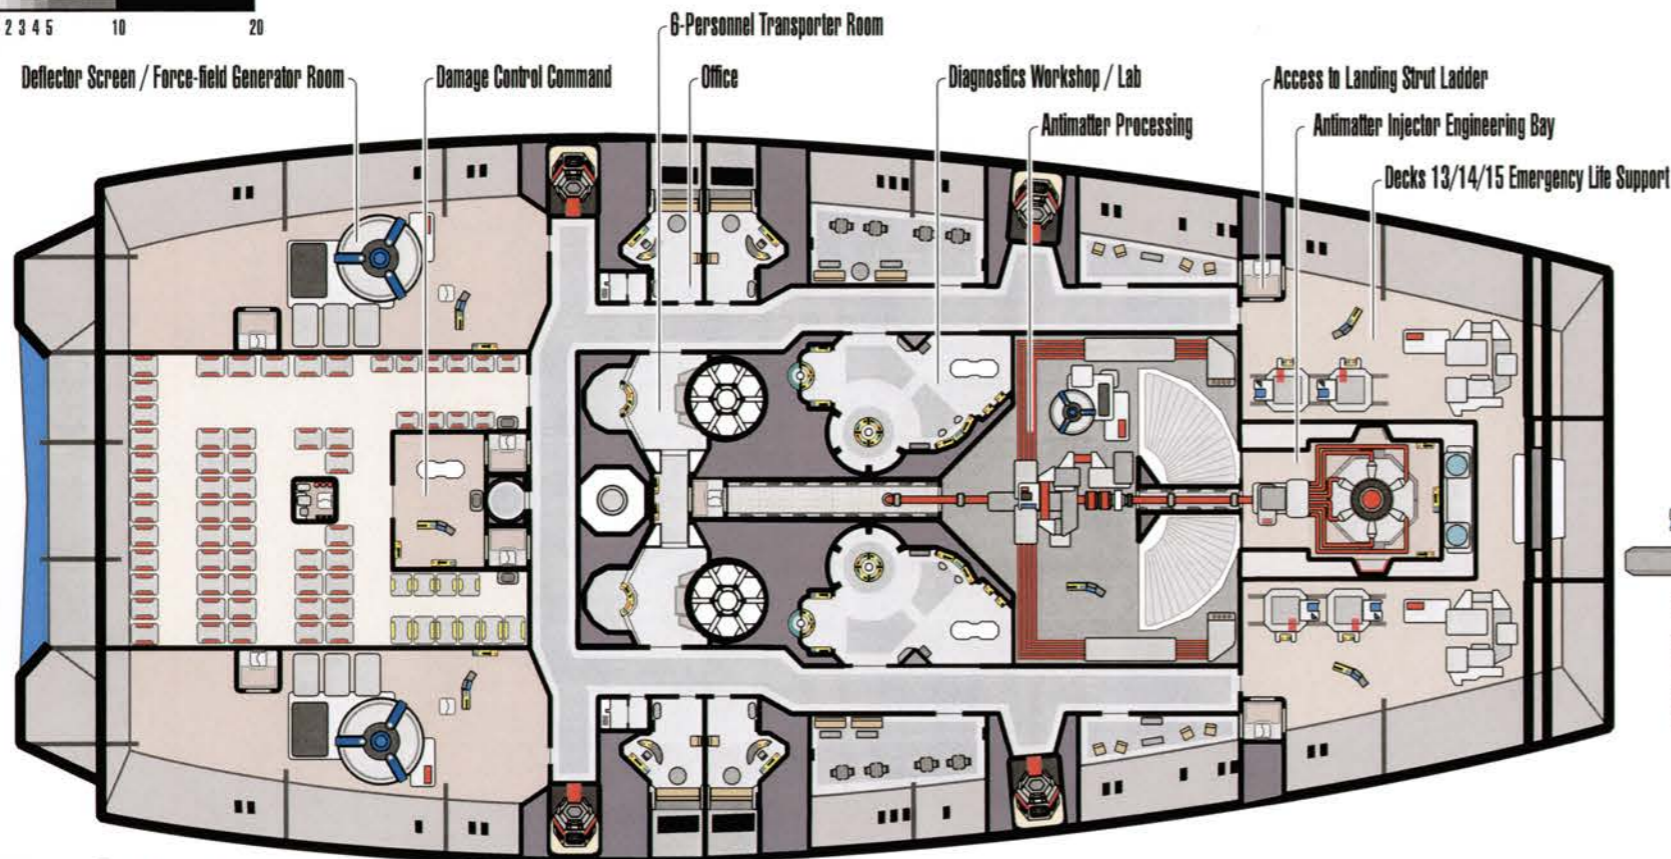 2 3 4 5 10 20
6-Personnel Transporter Room
Deflector Screen / Force-field Generator Room
Damage Control Command
Office
Diagnostics Workshop / Lab
Access to Landing Strut Ladder
Antimatter Processing
Antimatter Injector Engineering Bay
Decks 13/14/15 Emergency Life Support